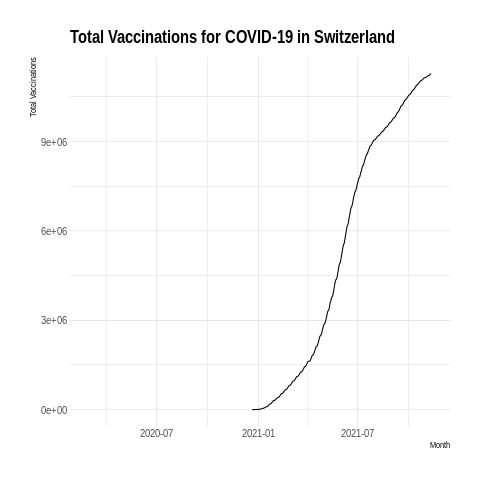 Total Vaccinations for COVID-19 in Switzerland
Total Vaccinations
9e+06
6e+06
3e+06
0e+00
2020-07
2021-01
2021-07
Month